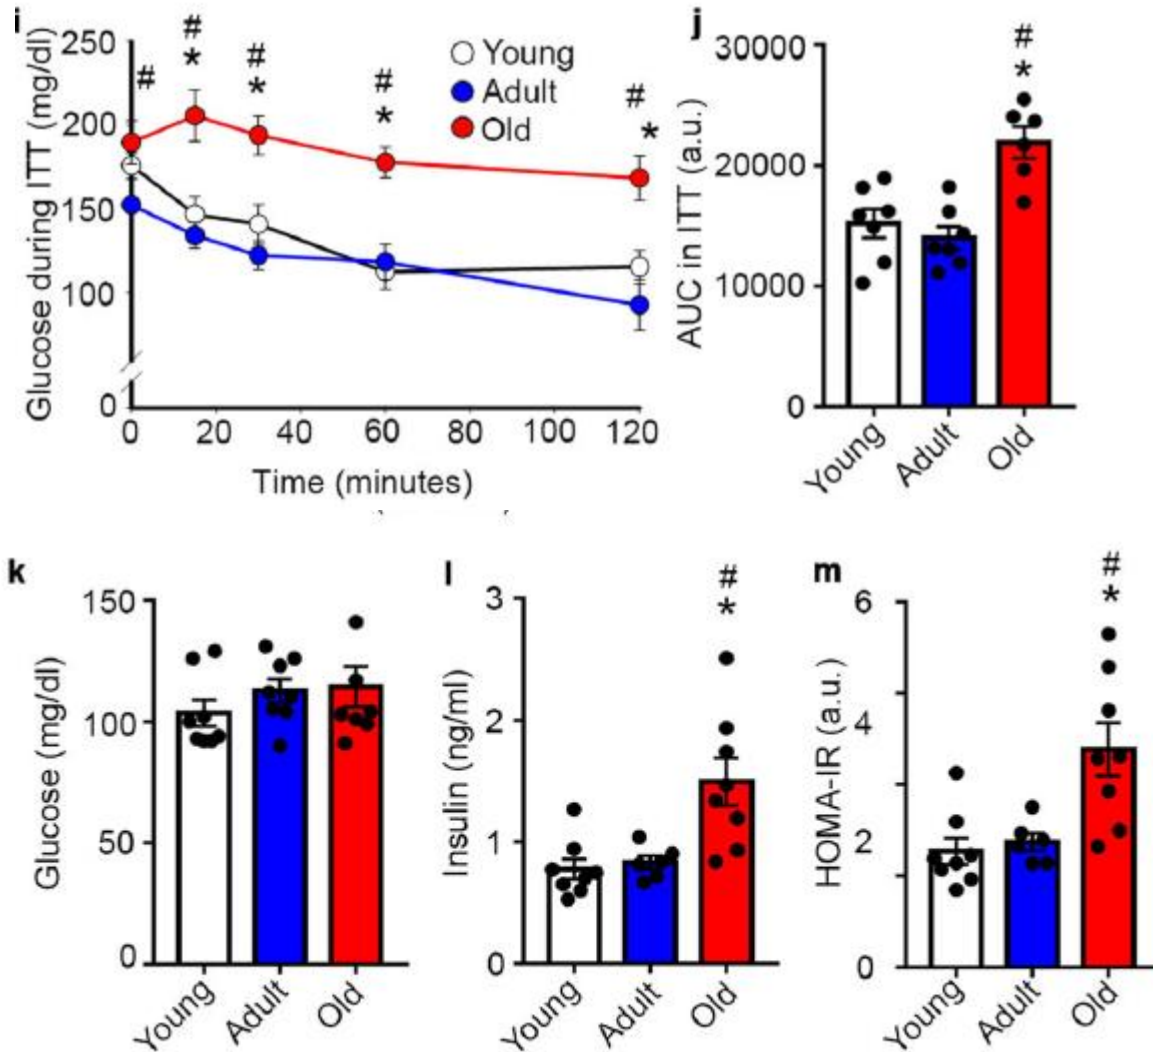 i
Glucose during ITT (mg/dl)
250
200
150
100
0
#
#
*
#
*
#
*
#
*
Young
Adult
Old
0 20 40 60 80 100 120
Time (minutes)
j
AUC in ITT (a.u.)
30000
20000
10000
0
#
*
Young Adult Old
k
Glucose (mg/dl)
150
100
50
0
Young Adult Old
l
Insulin (ng/ml)
3
2
1
0
#
*
Young Adult Old
m
HOMA-IR (a.u.)
6
4
2
0
#
*
Young Adult Old